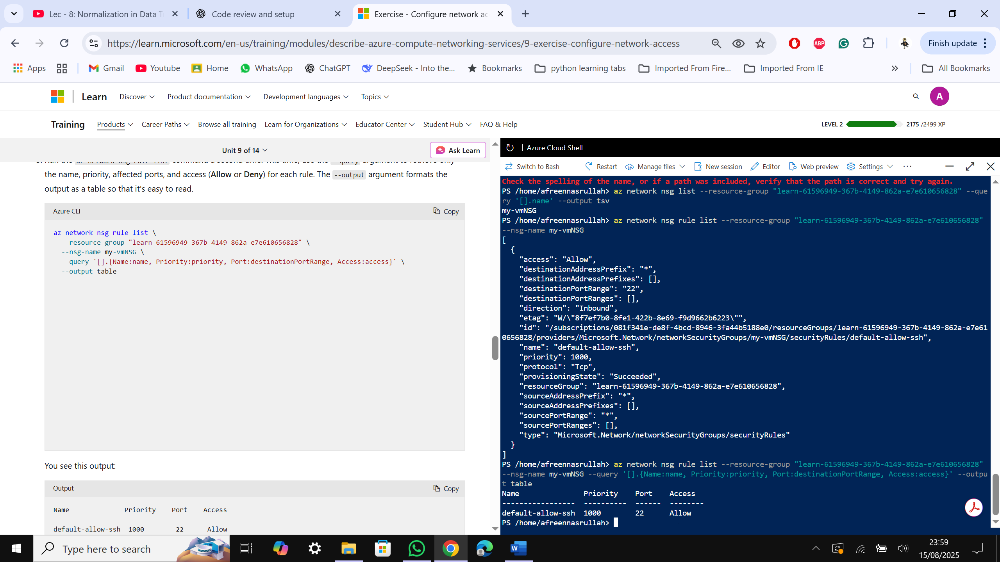 Lec - 8: Normalization in Data T
Code review and setup
Exercise - Configure network ac
https://learn.microsoft.com/en-us/training/modules/describe-azure-compute-networking-services/9-exercise-configure-network-access
ABP
Finish update
Apps
Gmail
Youtube
Home
WhatsApp
ChatGPT
DeepSeek - Into the...
Bookmarks
python learning tabs
Imported From Fire...
Imported From IE
All Bookmarks
Learn
Discover
Product documentation
Development languages
Topics
A
Training
Products
Career Paths
Browse all training
Learn for Organizations
Educator Center
Student Hub
FAQ & Help
LEVEL 2
2175 /2499 XP
Unit 9 of 14
Ask Learn
the name, priority, affected ports, and access (Allow or Deny) for each rule. The --output argument formats the
output as a table so that it's easy to read.
Azure CLI
Copy
az network nsg rule list \
--resource-group "learn-61596949-367b-4149-862a-e7e610656828" \
--nsg-name my-vmNSG \
--query '[].{Name:name, Priority:priority, Port:destinationPortRange, Access:access}' \
--output table
You see this output:
Output
Copy
Name Priority Port Access
----------------- ---------- ------ --------
default-allow-ssh 1000 22 Allow
Azure Cloud Shell
Switch to Bash
Restart
Manage files
New session
Editor
Web preview
Settings
Check the spelling of the name, or if a path was included, verify that the path is correct and try again.
PS /home/afreennasrullah> az network nsg list --resource-group "learn-61596949-367b-4149-862a-e7e610656828" --que
ry '[].name' --output tsv
my-vmNSG
PS /home/afreennasrullah> az network nsg rule list --resource-group "learn-61596949-367b-4149-862a-e7e610656828"
--nsg-name my-vmNSG
[
{
"access": "Allow",
"destinationAddressPrefix": "*",
"destinationAddressPrefixes": [],
"destinationPortRange": "22",
"destinationPortRanges": [],
"direction": "Inbound",
"etag": "W/\"8f7ef7b0-8fe1-422b-8e69-f9d9662b6223\"",
"id": "/subscriptions/081f341e-de8f-4bcd-8946-3fa44b5188e0/resourceGroups/learn-61596949-367b-4149-862a-e7e61
0656828/providers/Microsoft.Network/networkSecurityGroups/my-vmNSG/securityRules/default-allow-ssh",
"name": "default-allow-ssh",
"priority": 1000,
"protocol": "Tcp",
"provisioningState": "Succeeded",
"resourceGroup": "learn-61596949-367b-4149-862a-e7e610656828",
"sourceAddressPrefix": "*",
"sourceAddressPrefixes": [],
"sourcePortRange": "*",
"sourcePortRanges": [],
"type": "Microsoft.Network/networkSecurityGroups/securityRules"
}
]
PS /home/afreennasrullah> az network nsg rule list --resource-group "learn-61596949-367b-4149-862a-e7e610656828"
--nsg-name my-vmNSG --query '[].{Name:name, Priority:priority, Port:destinationPortRange, Access:access}' --outpu
t table
Name Priority Port Access
----------------- ---------- ------ --------
default-allow-ssh 1000 22 Allow
PS /home/afreennasrullah>
Type here to search
23:59
15/08/2025